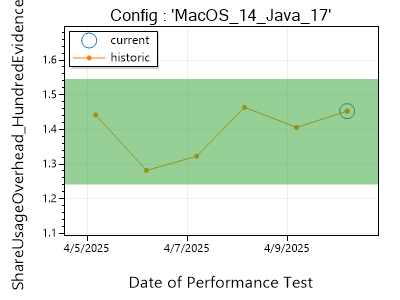 Config : 'MacOS_14_Java_17'
current
historic
ShareUsageOverhead_HundredEvidence
1.6
1.5
1.4
1.3
1.2
1.1
4/5/2025
4/7/2025
4/9/2025
Date of Performance Test